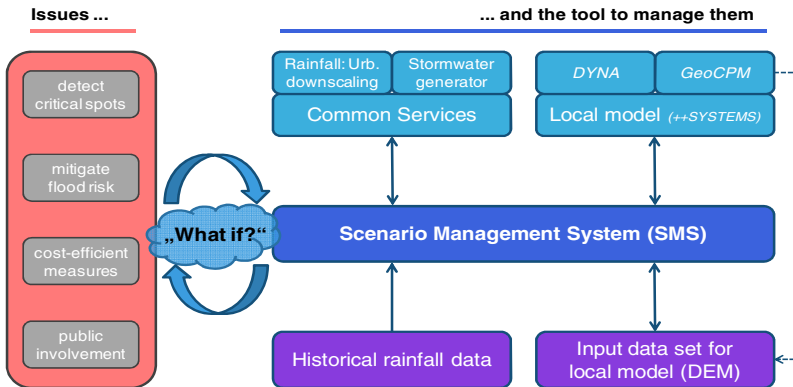 Issues ...
... and the tool to manage them
detect
critical spots
mitigate
flood risk
cost-efficient
measures
public
involvement
„What if?“
Rainfall: Urb.
downscaling
Stormwater
generator
Common Services
DYNA
GeoCPM
Local model (++SYSTEMS)
Scenario Management System (SMS)
Historical rainfall data
Input data set for
local model (DEM)